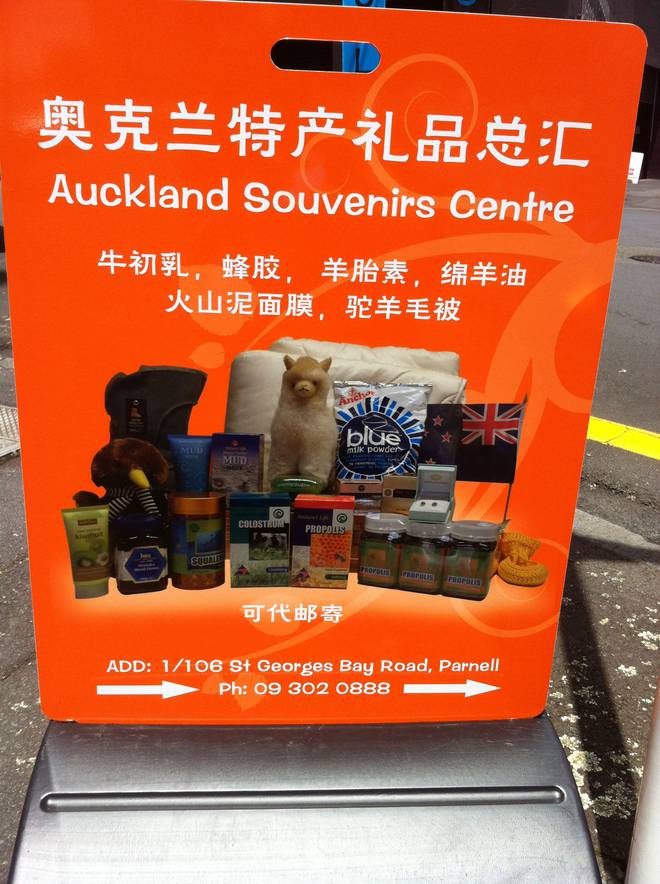 奥克兰特产礼品总汇
Auckland Souvenirs Centre
牛初乳，蜂胶，羊胎素，绵羊油
火山泥面膜，驼羊毛被
Anchor
blue
milk powder
MUD
MUD
kiwifruit
SQUALENE
COLOSTRUM
PROPOLIS
PROPOLIS
PROPOLIS
PROPOLIS
可代邮寄
ADD: 1/106 St Georges Bay Road, Parnell
Ph: 09 302 0888